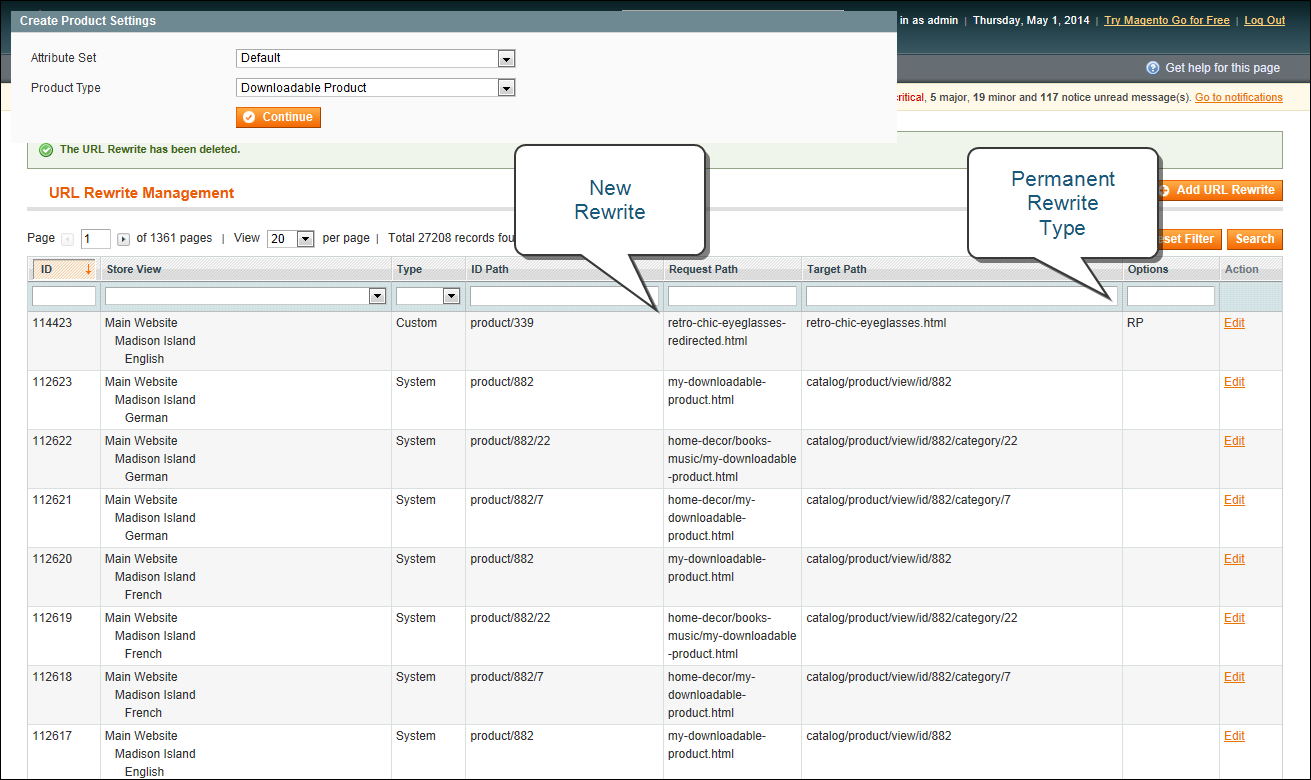 Create Product Settings
in as admin | Thursday, May 1, 2014 | Try Magento Go for Free | Log Out
Attribute Set Default
Product Type Downloadable Product
Continue
Get help for this page
5 major, 19 minor and 117 notice unread message(s). Go to notifications
The URL Rewrite has been deleted.
New
Rewrite
Permanent
Rewrite
Type
URL Rewrite Management
Add URL Rewrite
Page 1 of 1361 pages | View 20 per page | Total 27208 records
Filter Search
ID Store View Type ID Path Request Path Target Path Options Action
114423 Main Website Custom product/339 retro-chic-eyeglasses- retro-chic-eyeglasses.html RP Edit
Madison Island redirected.html
English
112623 Main Website System product/882 my-downloadable- catalog/product/view/id/882 Edit
Madison Island product.html
German
112622 Main Website System product/882/22 home-decor/books- catalog/product/view/id/882/category/22 Edit
Madison Island music/my-downloadable
German -product.html
112621 Main Website System product/882/7 home-decor/my- catalog/product/view/id/882/category/7 Edit
Madison Island downloadable-
German product.html
112620 Main Website System product/882 my-downloadable- catalog/product/view/id/882 Edit
Madison Island product.html
French
112619 Main Website System product/882/22 home-decor/books- catalog/product/view/id/882/category/22 Edit
Madison Island music/my-downloadable
French -product.html
112618 Main Website System product/882/7 home-decor/my- catalog/product/view/id/882/category/7 Edit
Madison Island downloadable-
French product.html
112617 Main Website System product/882 my-downloadable- catalog/product/view/id/882 Edit
Madison Island product.html
English